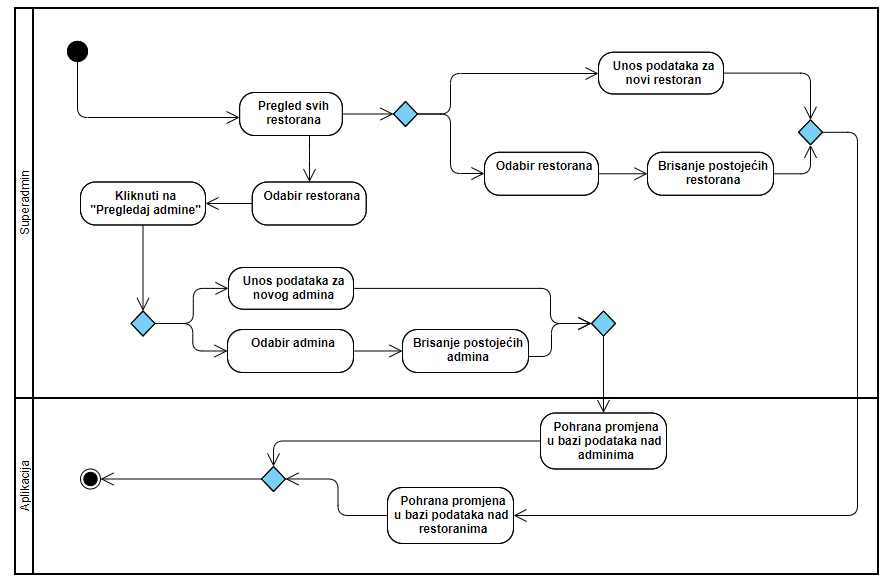 Superadmin
Unos podataka za
novi restoran
Pregled svih
restorana
Odabir restorana
Brisanje postojećih
restorana
Kliknuti na
"Pregledaj admine"
Odabir restorana
Unos podataka za
novog admina
Odabir admina
Brisanje postojećih
admina
Aplikacija
Pohrana promjena
u bazi podataka nad
adminima
Pohrana promjena
u bazi podataka nad
restoranima